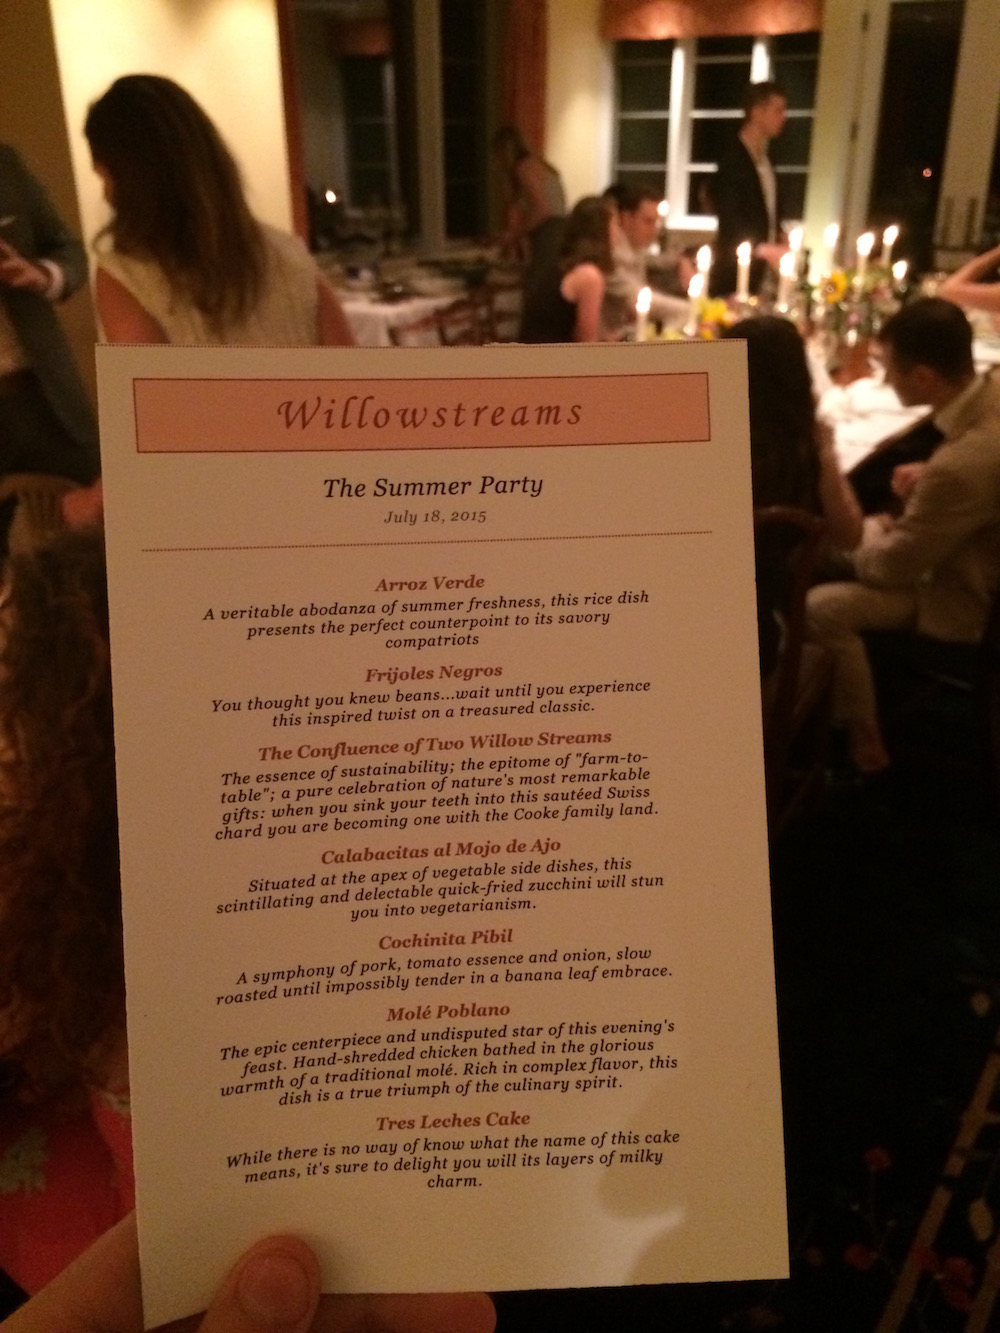 Willowstreams
The Summer Party
July 18, 2015
Arroz Verde
A veritable abodanza of summer freshness, this rice dish
presents the perfect counterpoint to its savory
compatriots
Frijoles Negros
You thought you knew beans...wait until you experience
this inspired twist on a treasured classic.
The Confluence of Two Willow Streams
The essence of sustainability; the epitome of "farm-to-
table"; a pure celebration of nature's most remarkable
gifts: when you sink your teeth into this sautéed Swiss
chard you are becoming one with the Cooke family land.
Calabacitas al Mojo de Ajo
Situated at the apex of vegetable side dishes, this
scintillating and delectable quick-fried zucchini will stun
you into vegetarianism.
Cochinita Pibil
A symphony of pork, tomato essence and onion, slow
roasted until impossibly tender in a banana leaf embrace.
Molé Poblano
The epic centerpiece and undisputed star of this evening's
feast. Hand-shredded chicken bathed in the glorious
warmth of a traditional molé. Rich in complex flavor, this
dish is a true triumph of the culinary spirit.
Tres Leches Cake
While there is no way of know what the name of this cake
means, it's sure to delight you will its layers of milky
charm.